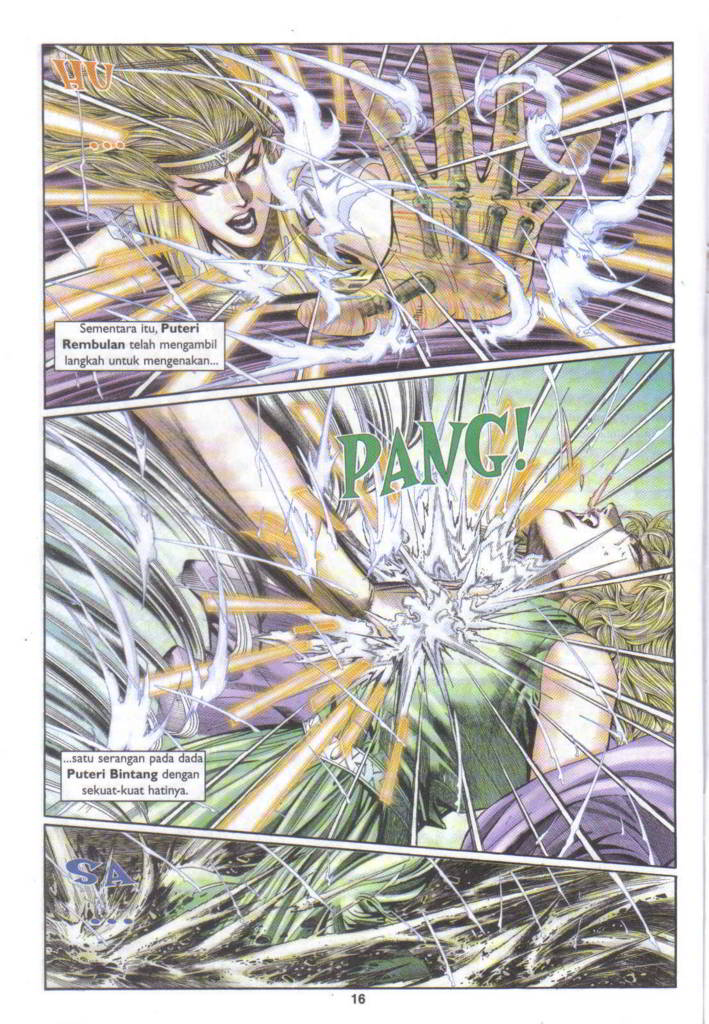 HU
...
Sementara itu, Puteri
Rembulan telah mengambil
langkah untuk mengenakan...
PANG!
...satu serangan pada dada
Puteri Bintang dengan
sekuat-kuat hatinya.
SA
...
16